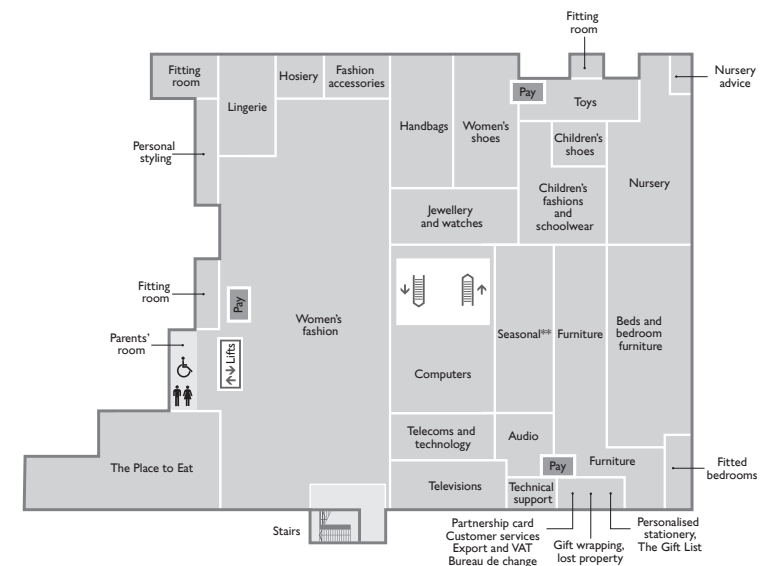 Fitting
room
Fitting
room
Hosiery
Fashion
accessories
Lingerie
Handbags
Women's
shoes
Pay
Toys
Nursery
advice
Personal
styling
Children's
shoes
Nursery
Children's
fashions
and
schoolwear
Jewellery
and watches
Fitting
room
Pay
Women's
fashion
Seasonal**
Furniture
Beds and
bedroom
furniture
Parents'
room
Lifts
Computers
Telecoms and
technology
Audio
The Place to Eat
Pay
Furniture
Fitted
bedrooms
Televisions
Technical
support
Stairs
Partnership card
Customer services
Export and VAT
Bureau de change
Gift wrapping,
lost property
Personalised
stationery,
The Gift List